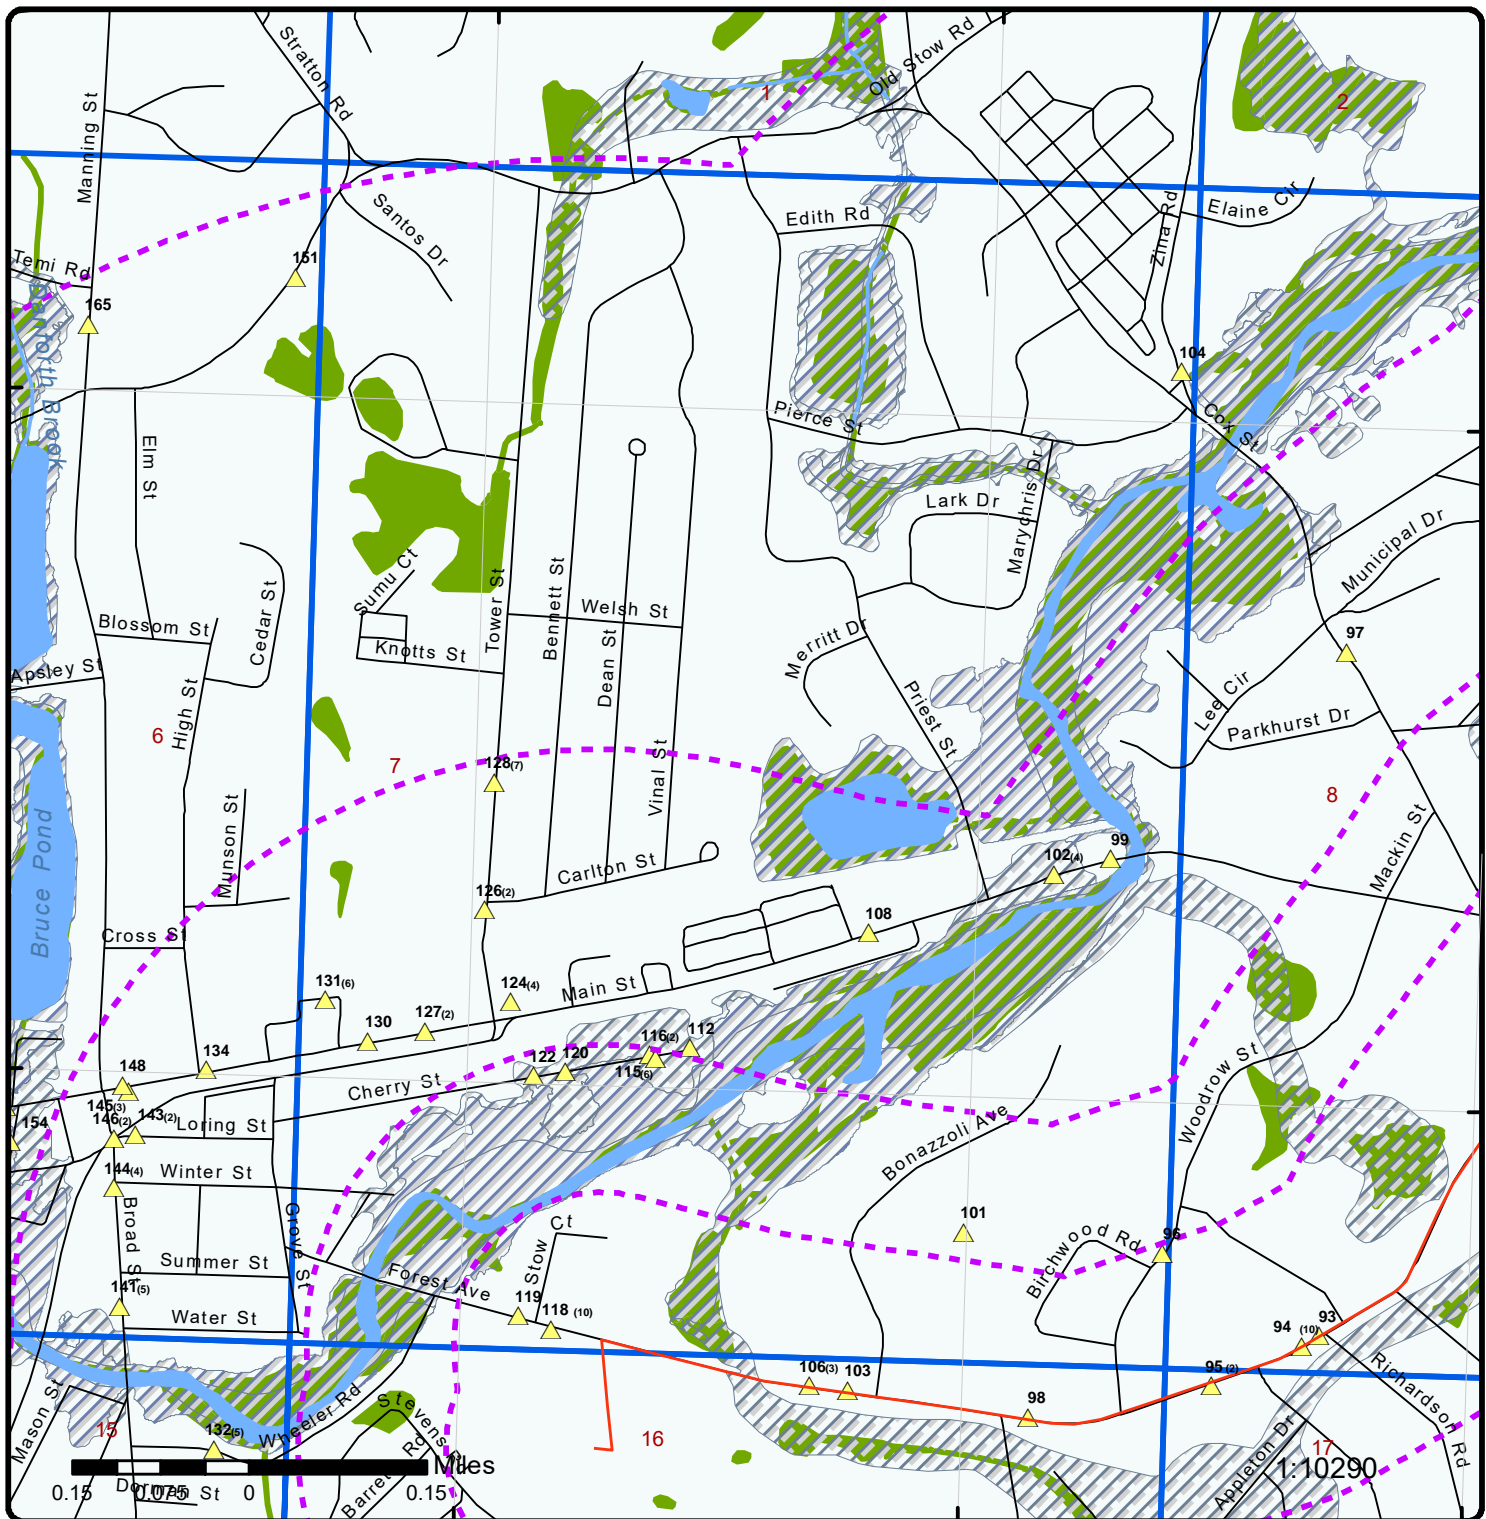 Stratton Rd
Old Stow Rd
1
2
Manning St
Santos Dr
Edith Rd
Zina Rd
Elaine Cir
Temi Rd
151
165
Danforth Brook
104
Pierce St
Cox St
Elm St
Marychris Dr
Lark Dr
Municipal Dr
Sumu Ct
Cedar St
Tower St
Bennett St
Welsh St
Blossom St
Knotts St
Merritt Dr
97
Apsley St
High St
Dean St
Priest St
Lee Cir
Parkhurst Dr
6
7
128(7)
Vinal St
8
Munson St
Bruce Pond
Mackin St
Carlton St
102(4)
99
126(2)
108
Cross St
131(6)
124(4)
Main St
127(2)
130
116(2)
112
148
134
122
120
115(6)
Cherry St
Woodrow St
145(3)
146(2)
143(2)
154
Loring St
Bonazzoli Ave
144(4)
Winter St
Broad St
Grove St
Stow Ct
101
Birchwood Rd
96
Summer St
Forest Ave
141(5)
119
118 (10)
Water St
93
94 (10)
106(3)
103
95 (2)
Richardson Rd
Mason St
98
15
132(5)
Wheeler Rd
Stevens Rd
16
17
Appleton Dr
Barrett Rd
Miles
1:10290
Dorman St
0.15
0.075
0
0.15